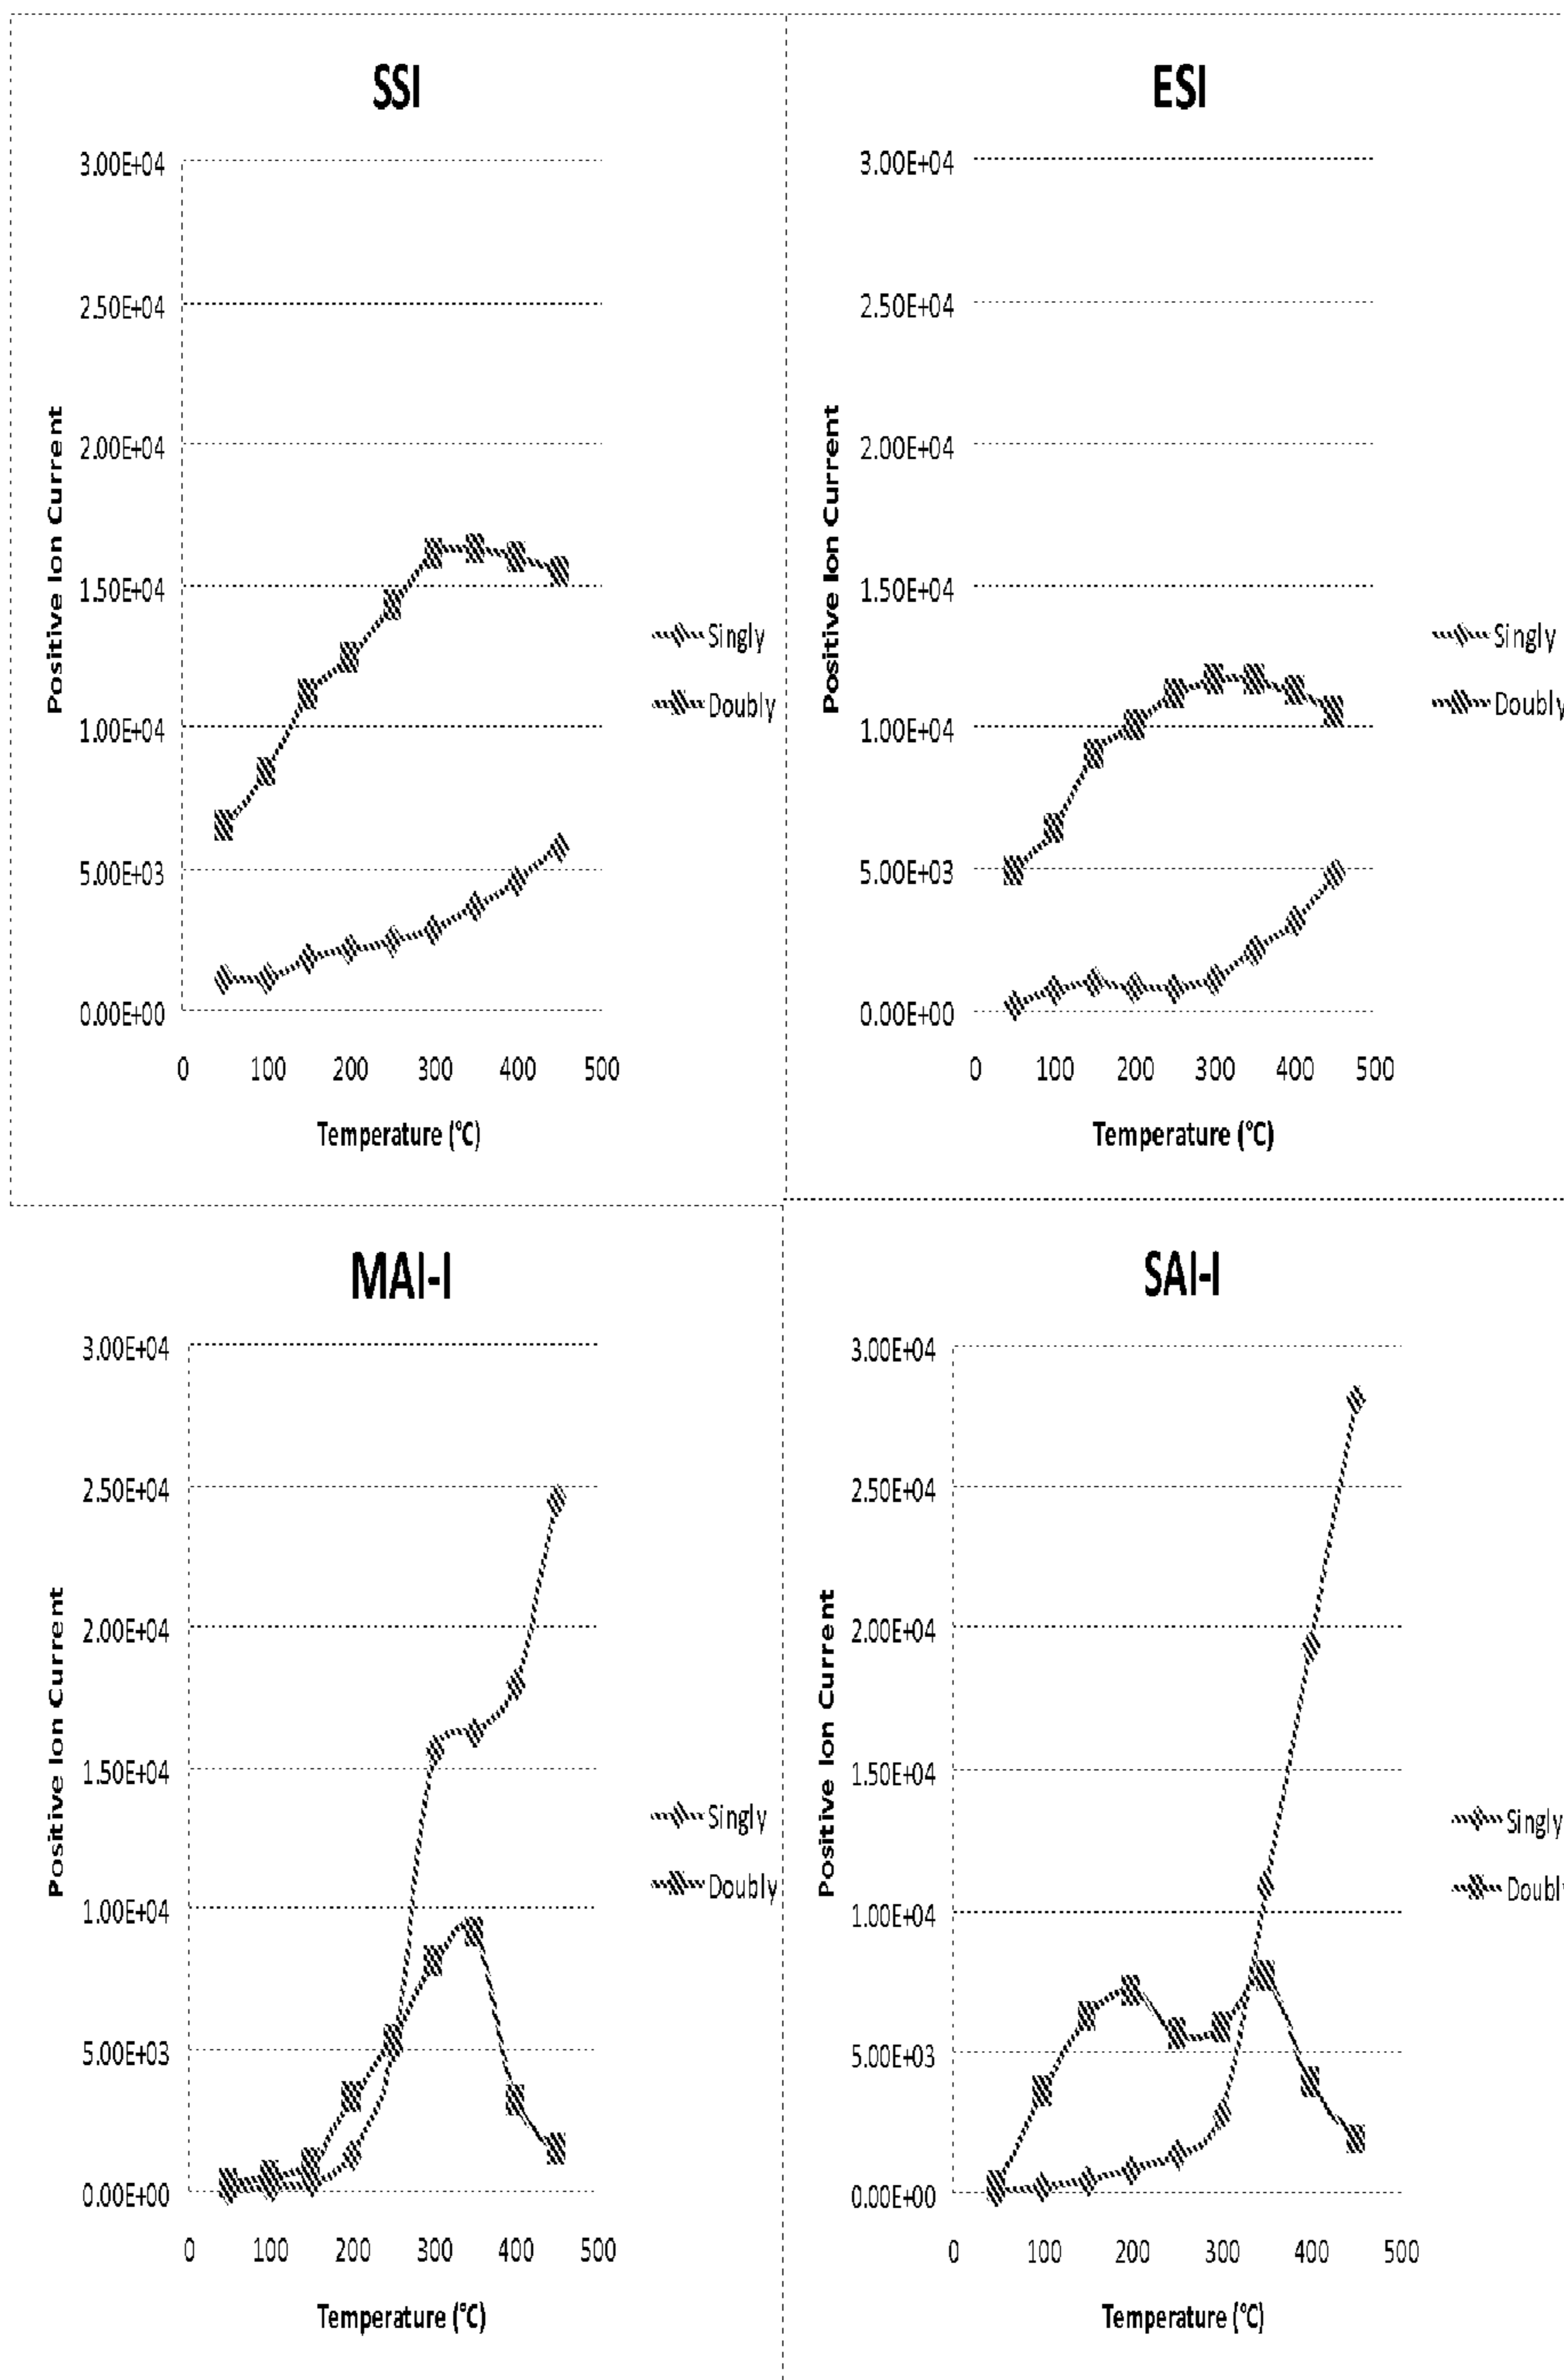 SSI
3.00E+04
2.50E+04
2.00E+04
1.50E+04
1.00E+04
5.00E+03
0.00E+00
Positive Ion Current
0 100 200 300 400 500
Temperature (°C)
Singly
Doubly
ESI
3.00E+04
2.50E+04
2.00E+04
1.50E+04
1.00E+04
5.00E+03
0.00E+00
Positive Ion Current
0 100 200 300 400 500
Temperature (°C)
Singly
Doubly
MAI-I
3.00E+04
2.50E+04
2.00E+04
1.50E+04
1.00E+04
5.00E+03
0.00E+00
Positive Ion Current
0 100 200 300 400 500
Temperature (°C)
Singly
Doubly
SAI-I
3.00E+04
2.50E+04
2.00E+04
1.50E+04
1.00E+04
5.00E+03
0.00E+00
Positive Ion Current
0 100 200 300 400 500
Temperature (°C)
Singly
Doubly